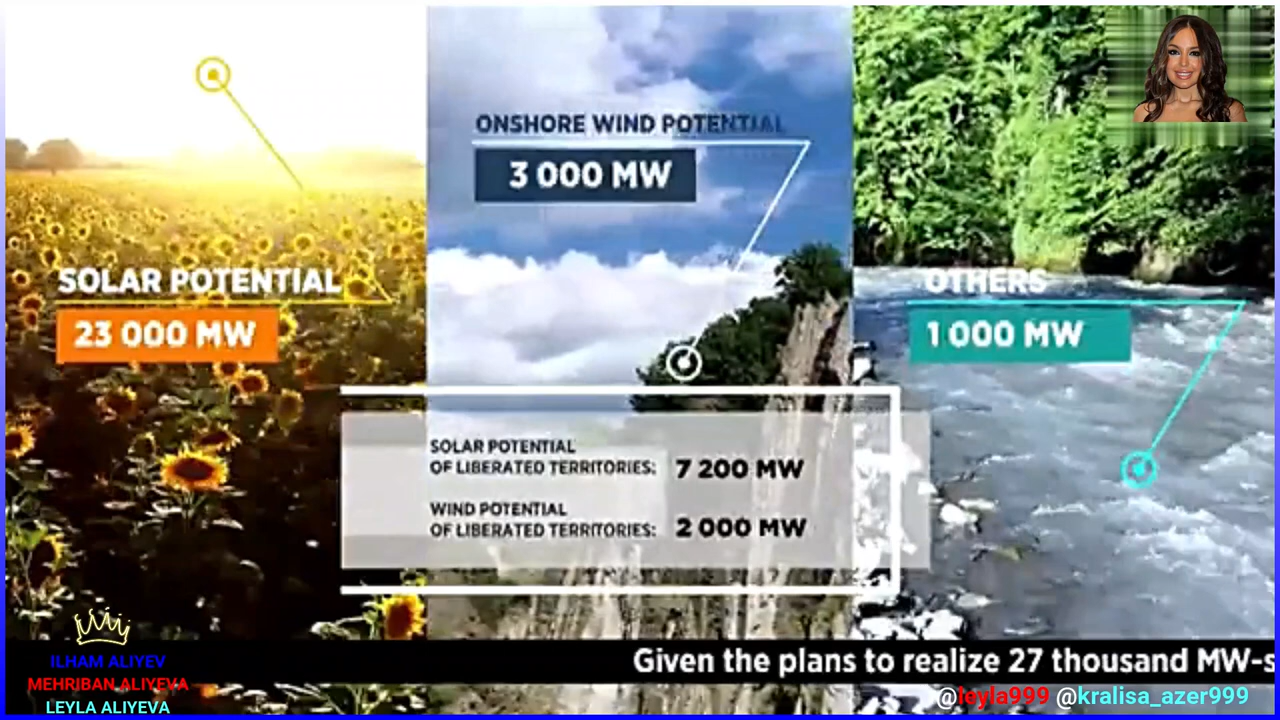 ONSHORE WIND POTENTIAL
3 000 MW
SOLAR POTENTIAL
23 000 MW
OTHERS
1 000 MW
SOLAR POTENTIAL
OF LIBERATED TERRITORIES: 7 200 MW
WIND POTENTIAL
OF LIBERATED TERRITORIES: 2 000 MW
Given the plans to realize 27 thousand MW-s
ILHAM ALIYEV
MEHRIBAN ALIYEVA
LEYLA ALIYEVA
@leyla999 @kralisa_azer999